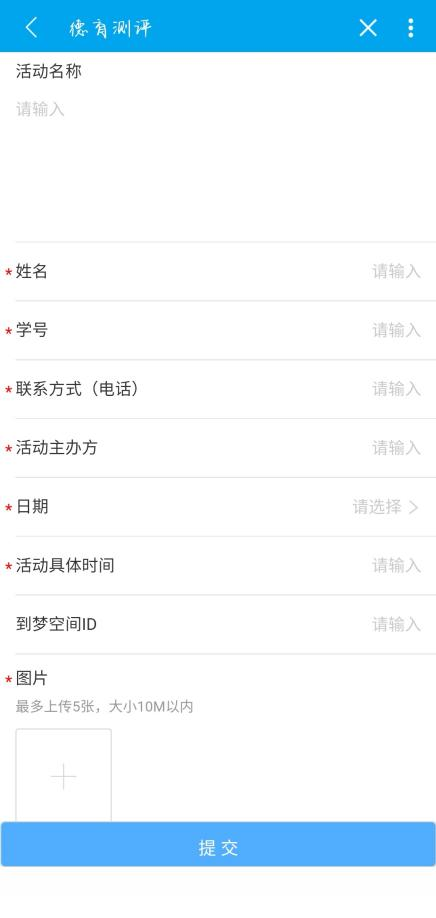 德育测评
活动名称
请输入
* 姓名 请输入
* 学号 请输入
* 联系方式（电话） 请输入
* 活动主办方 请输入
* 日期 请选择
* 活动具体时间 请输入
到梦空间ID 请输入
* 图片
最多上传5张，大小10M以内
提交